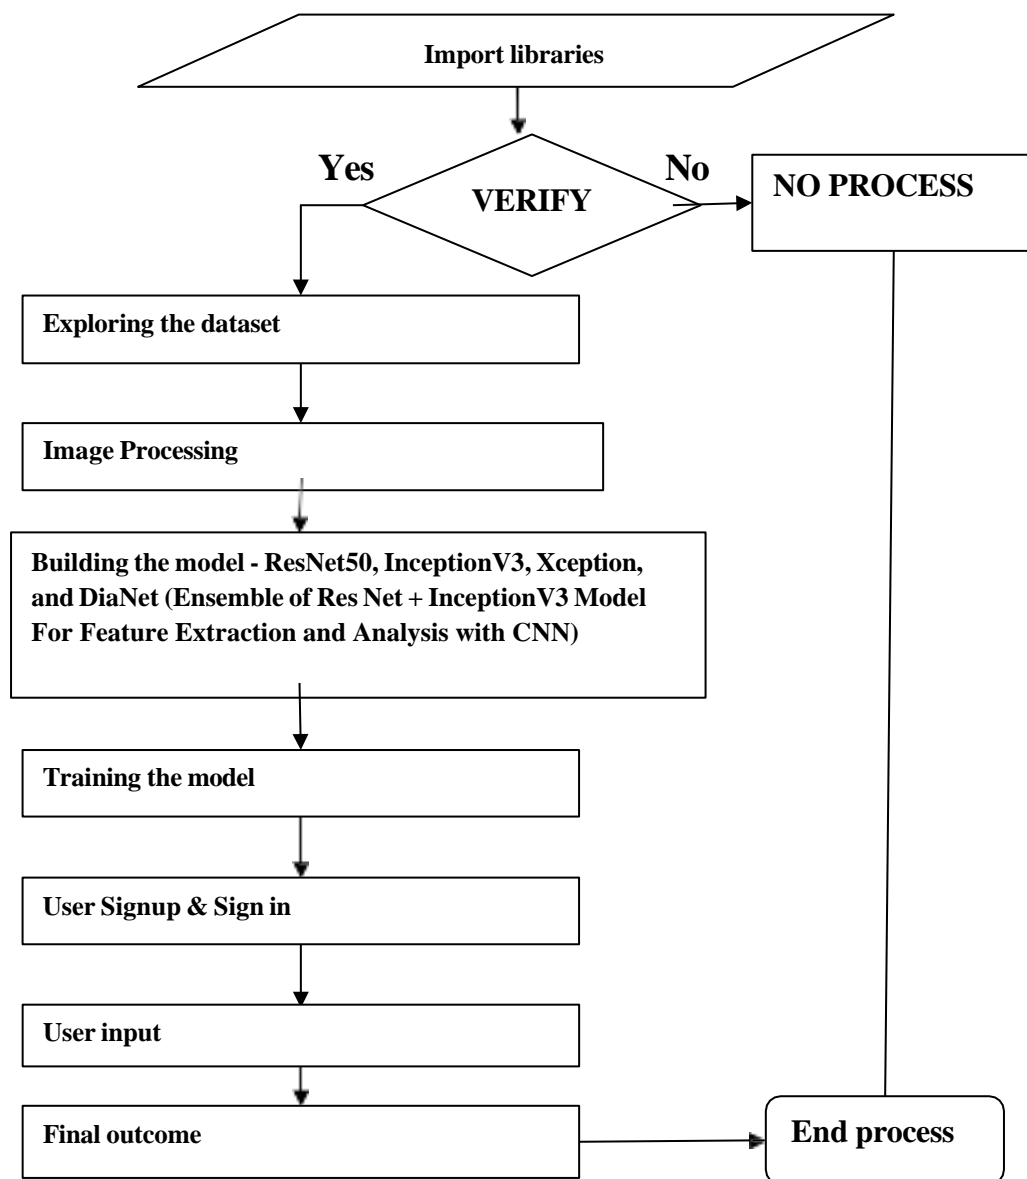 Import libraries
Yes
No
VERIFY
NO PROCESS
Exploring the dataset
Image Processing
Building the model - ResNet50, InceptionV3, Xception,
and DiaNet (Ensemble of Res Net + InceptionV3 Model
For Feature Extraction and Analysis with CNN)
Training the model
User Signup & Sign in
User input
Final outcome
End process